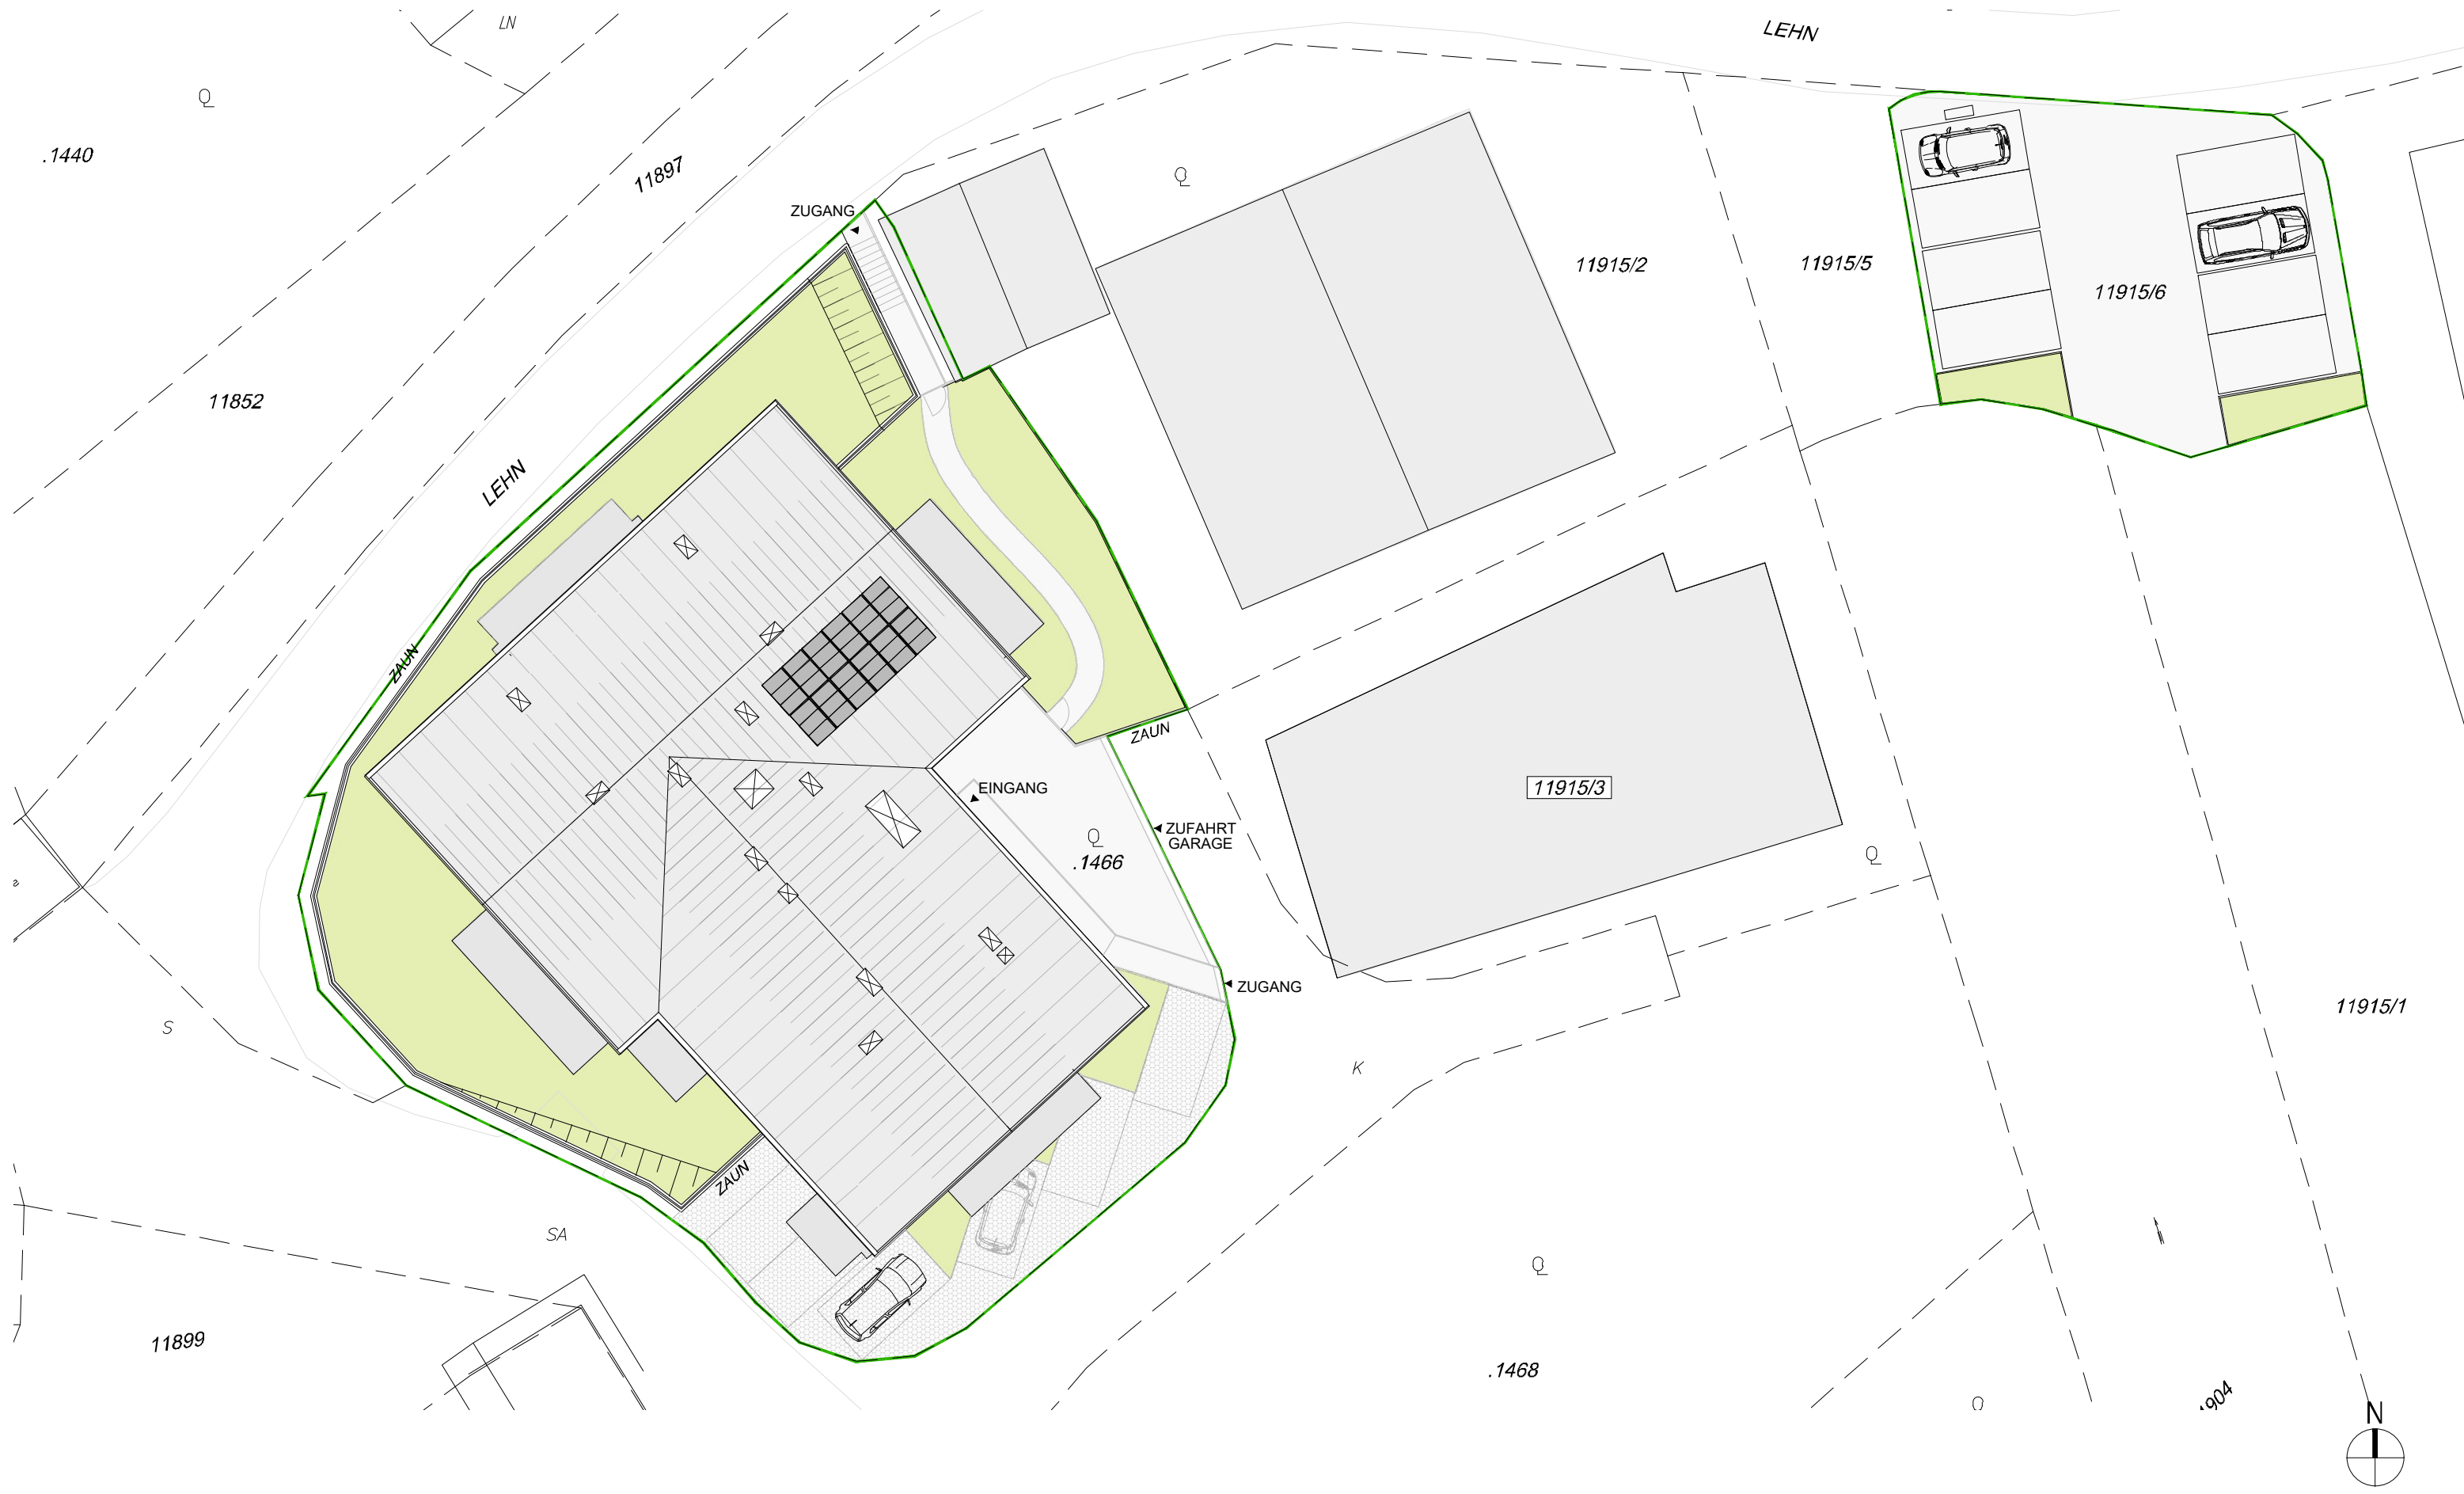 LN
LEHN
Q
.1440
11897
Q
ZUGANG
11915/2
11915/5
11915/6
11852
LEHN
ZAUN
ZAUN
EINGANG
11915/3
ZUFAHRT
GARAGE
Q
.1466
Q
ZUGANG
11915/1
S
K
ZAUN
SA
Q
11899
.1468
N